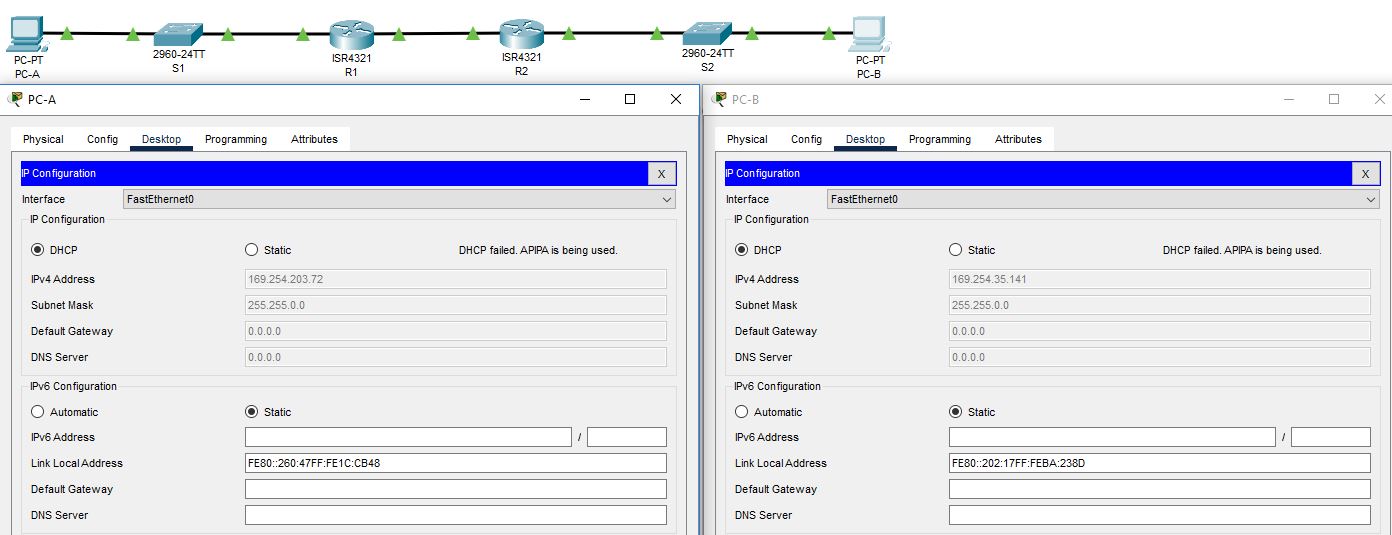 PC-PT
PC-A
2960-24TT
S1
ISR4321
R1
ISR4321
R2
2960-24TT
S2
PC-PT
PC-B
PC-A
Physical Config Desktop Programming Attributes
IP Configuration X
Interface FastEthernet0
IP Configuration
DHCP Static DHCP failed. APIPA is being used.
IPv4 Address 169.254.203.72
Subnet Mask 255.255.0.0
Default Gateway 0.0.0.0
DNS Server 0.0.0.0
IPv6 Configuration
Automatic Static
IPv6 Address /
Link Local Address FE80::260:47FF:FE1C:CB48
Default Gateway
DNS Server
PC-B
Physical Config Desktop Programming Attributes
IP Configuration X
Interface FastEthernet0
IP Configuration
DHCP Static DHCP failed. APIPA is being used.
IPv4 Address 169.254.35.141
Subnet Mask 255.255.0.0
Default Gateway 0.0.0.0
DNS Server 0.0.0.0
IPv6 Configuration
Automatic Static
IPv6 Address /
Link Local Address FE80::202:17FF:FEBA:238D
Default Gateway
DNS Server